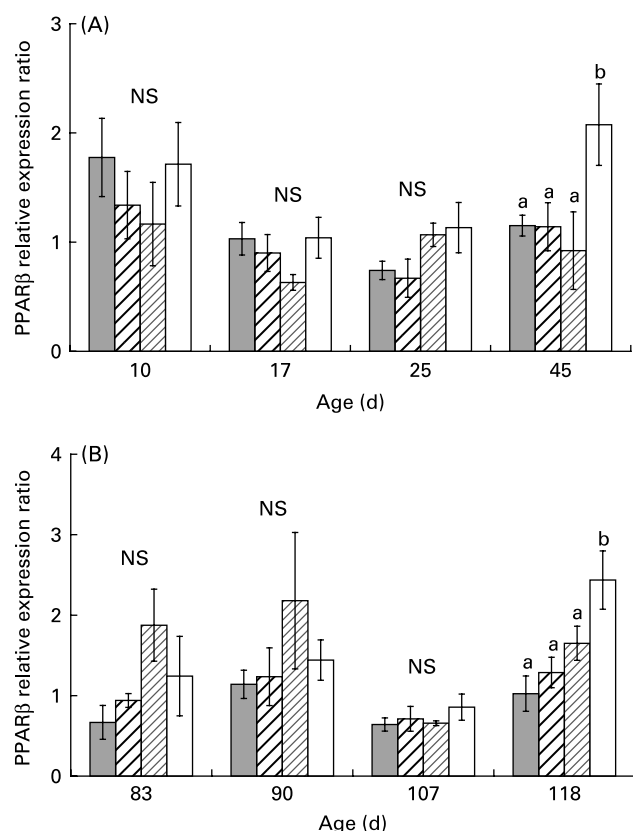 (A)
PPARβ relative expression ratio
3
2
1
0
NS
NS
NS
a a a b
10 17 25 45
Age (d)
(B)
PPARβ relative expression ratio
4
3
2
1
0
NS
NS
NS
a a a b
83 90 107 118
Age (d)